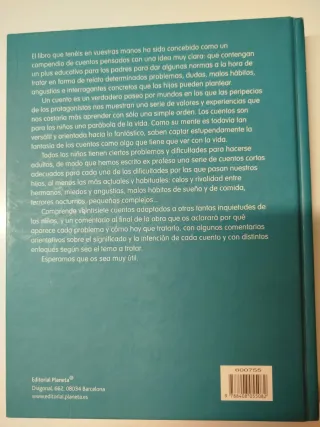 El libro que tenéis en vuestras manos ha sido concebido como un
compendio de cuentos pensados con una idea muy clara: que contengan
un plus educativo para los padres para dar algunas normas a la hora de
tratar en forma de relato determinados problemas, dudas, malos hábitos,
angustias e interrogantes concretos que los hijos pueden plantear.
Un cuento es un verdadero paseo por mundos en los que las peripecias
de los protagonistas nos muestran una serie de valores y experiencias que
nos costaría más aprender con sólo una simple orden. Los cuentos son
para los niños una parábola de la vida. Como su mente es todavía tan
versátil y orientada hacia lo fantástico, saben captar estupendamente la
fantasía de los cuentos como algo que tiene que ver con la vida.
Todos los niños tienen ciertos problemas y dificultades para hacerse
adultos, de modo que hemos escrito ex profeso una serie de cuentos cortos
adecuados para cada una de las dificultades por las que pasan nuestros
hijos, al menos las más actuales y habituales: celos y rivalidad entre
hermanos, miedos y angustias, malos hábitos de sueño y de comida,
terrores nocturnos, pequeños complejos...
Comprende veintisiete cuentos adaptados a otras tantas inquietudes de
los niños, y un comentario al final de la obra que os aclarará por qué
aparece cada problema y cómo hay que tratarlo, con algunos comentarios
orientativos sobre el significado y la intención de cada cuento y con distintos
enfoques según sea el tema a tratar.
Esperamos que os sea muy útil.
Editorial Planeta
Diagonal, 662. 08034 Barcelona
www.editorial.planeta.es
800755